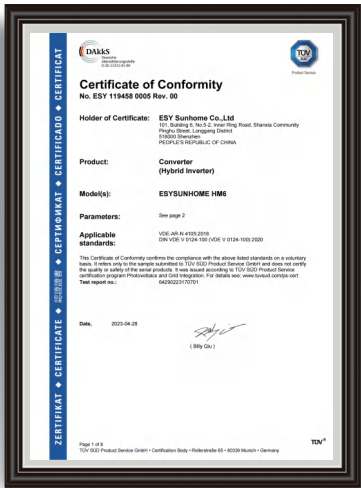 DAkkS
Deutsche
Akkreditierungsstelle
TÜV
SÜD
Product Service
Certificate of Conformity
No. ESY 119458 0005 Rev. 00
Holder of Certificate: ESY Sunhome Co.,Ltd
101, Building 6, No.5-2, Inner Ring Road, Shanxia Community
Pinghu Street, Longgang District
518000 Shenzhen
PEOPLE'S REPUBLIC OF CHINA
Product: Converter
(Hybrid Inverter)
Model(s): ESYSUNHOME HM6
Parameters: See page 2
Applicable standards: VDE-AR-N 4105:2018
DIN VDE V 0124-100 (VDE V 0124-100):2020
This Certificate of Conformity confirms the compliance with the above listed standards on a voluntary
basis. It refers only to the sample submitted to TÜV SÜD Product Service GmbH and does not certify
the quality or safety of the serial products. It was issued according to TÜV SÜD Product Service
certification program Photovoltaics and Grid Integration. For details see: www.tuvsud.com/ps-cert
Test report no.: 64290223170701
Date, 2023-04-28
( Billy Qiu )
Page 1 of 8
TÜV SÜD Product Service GmbH • Certification Body • Ridlerstraße 65 • 80339 Munich • Germany
TÜV®
ZERTIFIKAT ◆ CERTIFICATE ◆ 認證證書 ◆ СЕРТИФИКАТ ◆ CERTIFICADO ◆ CERTIFICAT